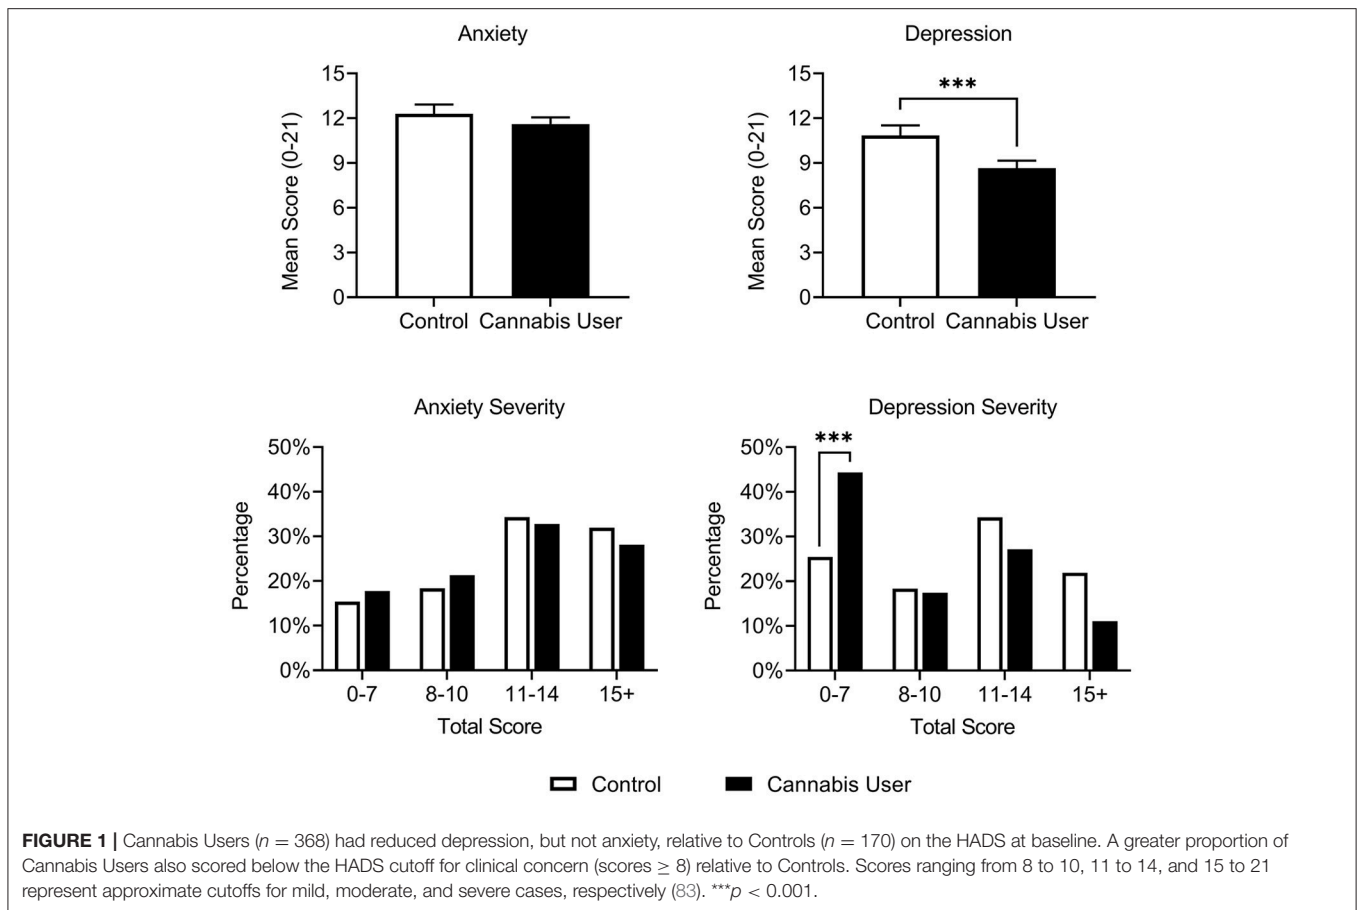 Anxiety
Mean Score (0-21)
15
12
9
6
3
0
Control Cannabis User
Depression
Mean Score (0-21)
15
12
9
6
3
0
***
Control Cannabis User
Anxiety Severity
Percentage
50%
40%
30%
20%
10%
0%
0-7 8-10 11-14 15+
Total Score
Depression Severity
Percentage
50%
40%
30%
20%
10%
0%
***
0-7 8-10 11-14 15+
Total Score
Control Cannabis User
FIGURE 1 | Cannabis Users (n = 368) had reduced depression, but not anxiety, relative to Controls (n = 170) on the HADS at baseline. A greater proportion of
Cannabis Users also scored below the HADS cutoff for clinical concern (scores ≥ 8) relative to Controls. Scores ranging from 8 to 10, 11 to 14, and 15 to 21
represent approximate cutoffs for mild, moderate, and severe cases, respectively (83). ***p < 0.001.